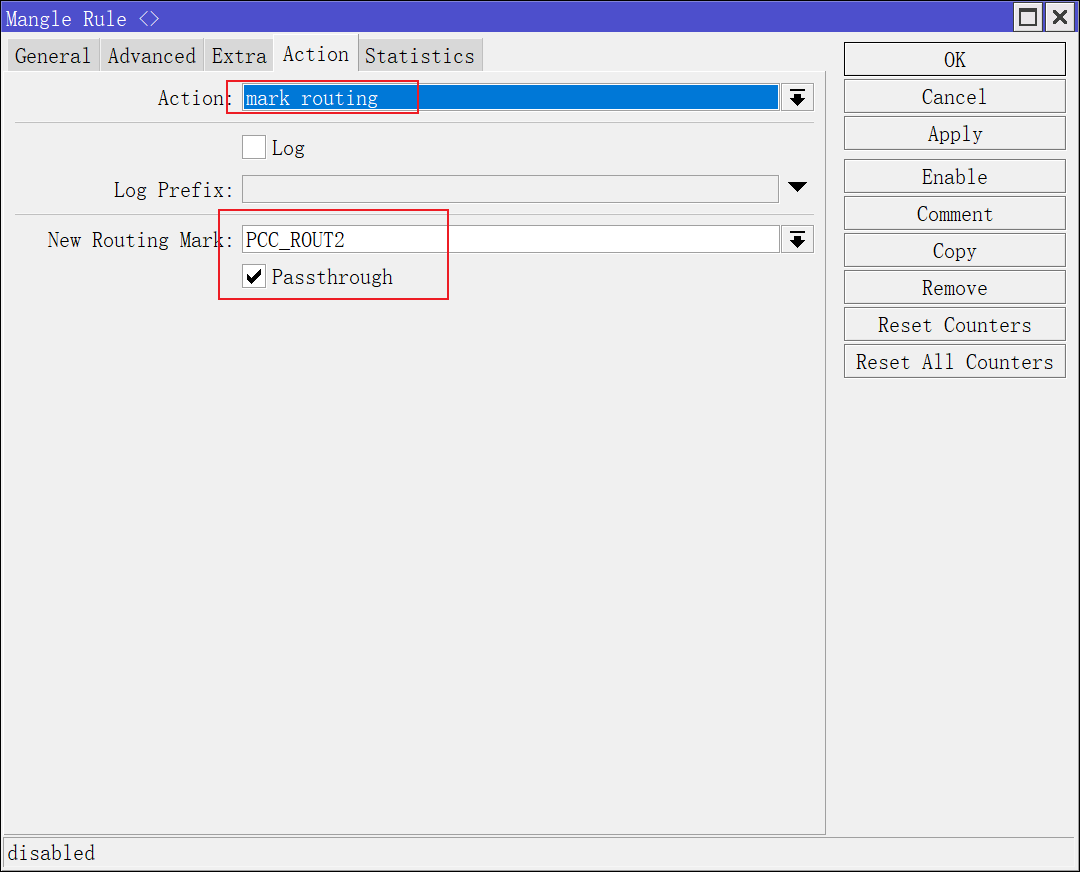 Mangle Rule <>
General Advanced Extra Action Statistics
Action: mark routing
Log
Log Prefix:
New Routing Mark: PCC_ROUT2
Passthrough
OK
Cancel
Apply
Enable
Comment
Copy
Remove
Reset Counters
Reset All Counters
disabled